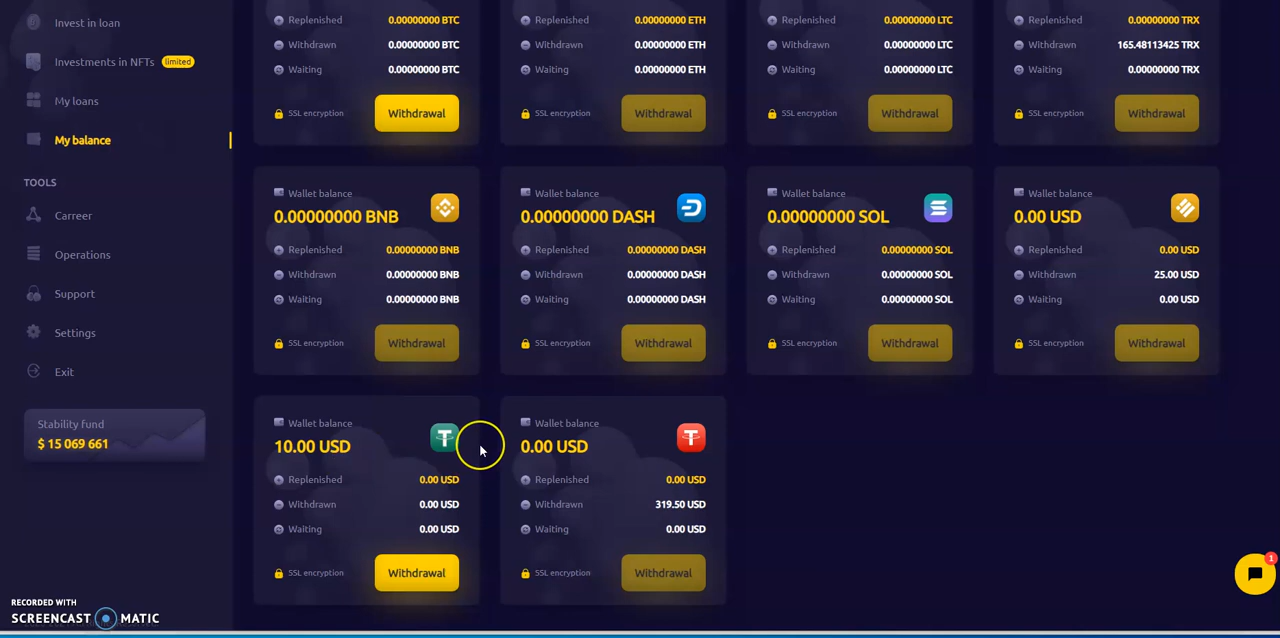 Invest in loan
Investments in NFTs limited
My loans
My balance
TOOLS
Carreer
Operations
Support
Settings
Exit
Stability fund
$ 15 069 661
RECORDED WITH
SCREENCAST MATIC
Replenished 0.00000000 BTC
Withdrawn 0.00000000 BTC
Waiting 0.00000000 BTC
SSL encryption Withdrawal
Replenished 0.00000000 ETH
Withdrawn 0.00000000 ETH
Waiting 0.00000000 ETH
SSL encryption Withdrawal
Replenished 0.00000000 LTC
Withdrawn 0.00000000 LTC
Waiting 0.00000000 LTC
SSL encryption Withdrawal
Replenished 0.00000000 TRX
Withdrawn 165.48113425 TRX
Waiting 0.00000000 TRX
SSL encryption Withdrawal
Wallet balance
0.00000000 BNB
Replenished 0.00000000 BNB
Withdrawn 0.00000000 BNB
Waiting 0.00000000 BNB
SSL encryption Withdrawal
Wallet balance
0.00000000 DASH
Replenished 0.00000000 DASH
Withdrawn 0.00000000 DASH
Waiting 0.00000000 DASH
SSL encryption Withdrawal
Wallet balance
0.00000000 SOL
Replenished 0.00000000 SOL
Withdrawn 0.00000000 SOL
Waiting 0.00000000 SOL
SSL encryption Withdrawal
Wallet balance
0.00 USD
Replenished 0.00 USD
Withdrawn 25.00 USD
Waiting 0.00 USD
SSL encryption Withdrawal
Wallet balance
10.00 USD
Replenished 0.00 USD
Withdrawn 0.00 USD
Waiting 0.00 USD
SSL encryption Withdrawal
Wallet balance
0.00 USD
Replenished 0.00 USD
Withdrawn 319.50 USD
Waiting 0.00 USD
SSL encryption Withdrawal
1